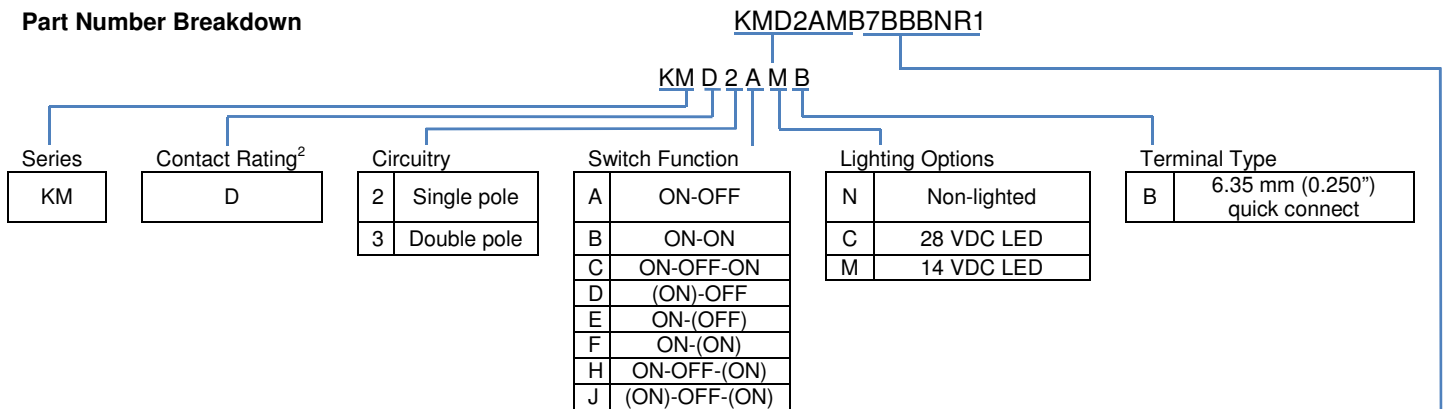 Part Number Breakdown
KMD2AMB7BBBNR1
KM D 2 A M B
Series
KM
Contact Rating2
D
Circuitry
2 Single pole
3 Double pole
Switch Function
A ON-OFF
B ON-ON
C ON-OFF-ON
D (ON)-OFF
E ON-(OFF)
F ON-(ON)
H ON-OFF-(ON)
J (ON)-OFF-(ON)
Lighting Options
N Non-lighted
C 28 VDC LED
M 14 VDC LED
Terminal Type
B 6.35 mm (0.250”)
quick connect